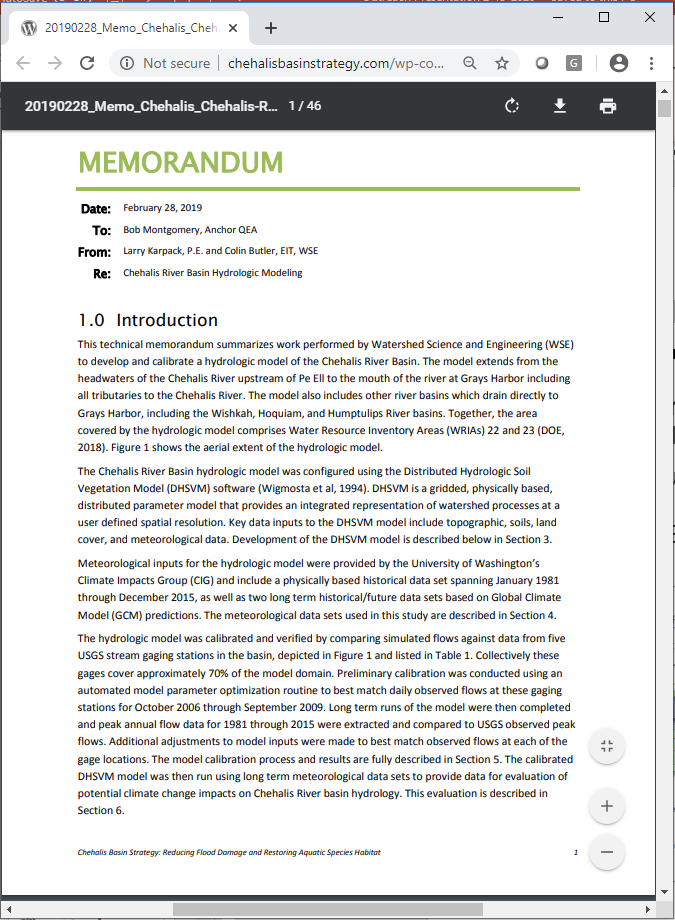 20190228_Memo_Chehalis_Cheh
Not secure | chehalisbasinstrategy.com/wp-co...
G
20190228_Memo_Chehalis_Chehalis-R... 1 / 46
MEMORANDUM
Date: February 28, 2019
To: Bob Montgomery, Anchor QEA
From: Larry Karpack, P.E. and Colin Butler, EIT, WSE
Re: Chehalis River Basin Hydrologic Modeling
1.0 Introduction
This technical memorandum summarizes work performed by Watershed Science and Engineering (WSE)
to develop and calibrate a hydrologic model of the Chehalis River Basin. The model extends from the
headwaters of the Chehalis River upstream of Pe Ell to the mouth of the river at Grays Harbor including
all tributaries to the Chehalis River. The model also includes other river basins which drain directly to
Grays Harbor, including the Wishkah, Hoquiam, and Humptulips River basins. Together, the area
covered by the hydrologic model comprises Water Resource Inventory Areas (WRIAs) 22 and 23 (DOE,
2018). Figure 1 shows the aerial extent of the hydrologic model.
The Chehalis River Basin hydrologic model was configured using the Distributed Hydrologic Soil
Vegetation Model (DHSVM) software (Wigmosta et al, 1994). DHSVM is a gridded, physically based,
distributed parameter model that provides an integrated representation of watershed processes at a
user defined spatial resolution. Key data inputs to the DHSVM model include topographic, soils, land
cover, and meteorological data. Development of the DHSVM model is described below in Section 3.
Meteorological inputs for the hydrologic model were provided by the University of Washington's
Climate Impacts Group (CIG) and include a physically based historical data set spanning January 1981
through December 2015, as well as two long term historical/future data sets based on Global Climate
Model (GCM) predictions. The meteorological data sets used in this study are described in Section 4.
The hydrologic model was calibrated and verified by comparing simulated flows against data from five
USGS stream gaging stations in the basin, depicted in Figure 1 and listed in Table 1. Collectively these
gages cover approximately 70% of the model domain. Preliminary calibration was conducted using an
automated model parameter optimization routine to best match daily observed flows at these gaging
stations for October 2006 through September 2009. Long term runs of the model were then completed
and peak annual flow data for 1981 through 2015 were extracted and compared to USGS observed peak
flows. Additional adjustments to model inputs were made to best match observed flows at each of the
gage locations. The model calibration process and results are fully described in Section 5. The calibrated
DHSVM model was then run using long term meteorological data sets to provide data for evaluation of
potential climate change impacts on Chehalis River basin hydrology. This evaluation is described in
Section 6.
Chehalis Basin Strategy: Reducing Flood Damage and Restoring Aquatic Species Habitat 1